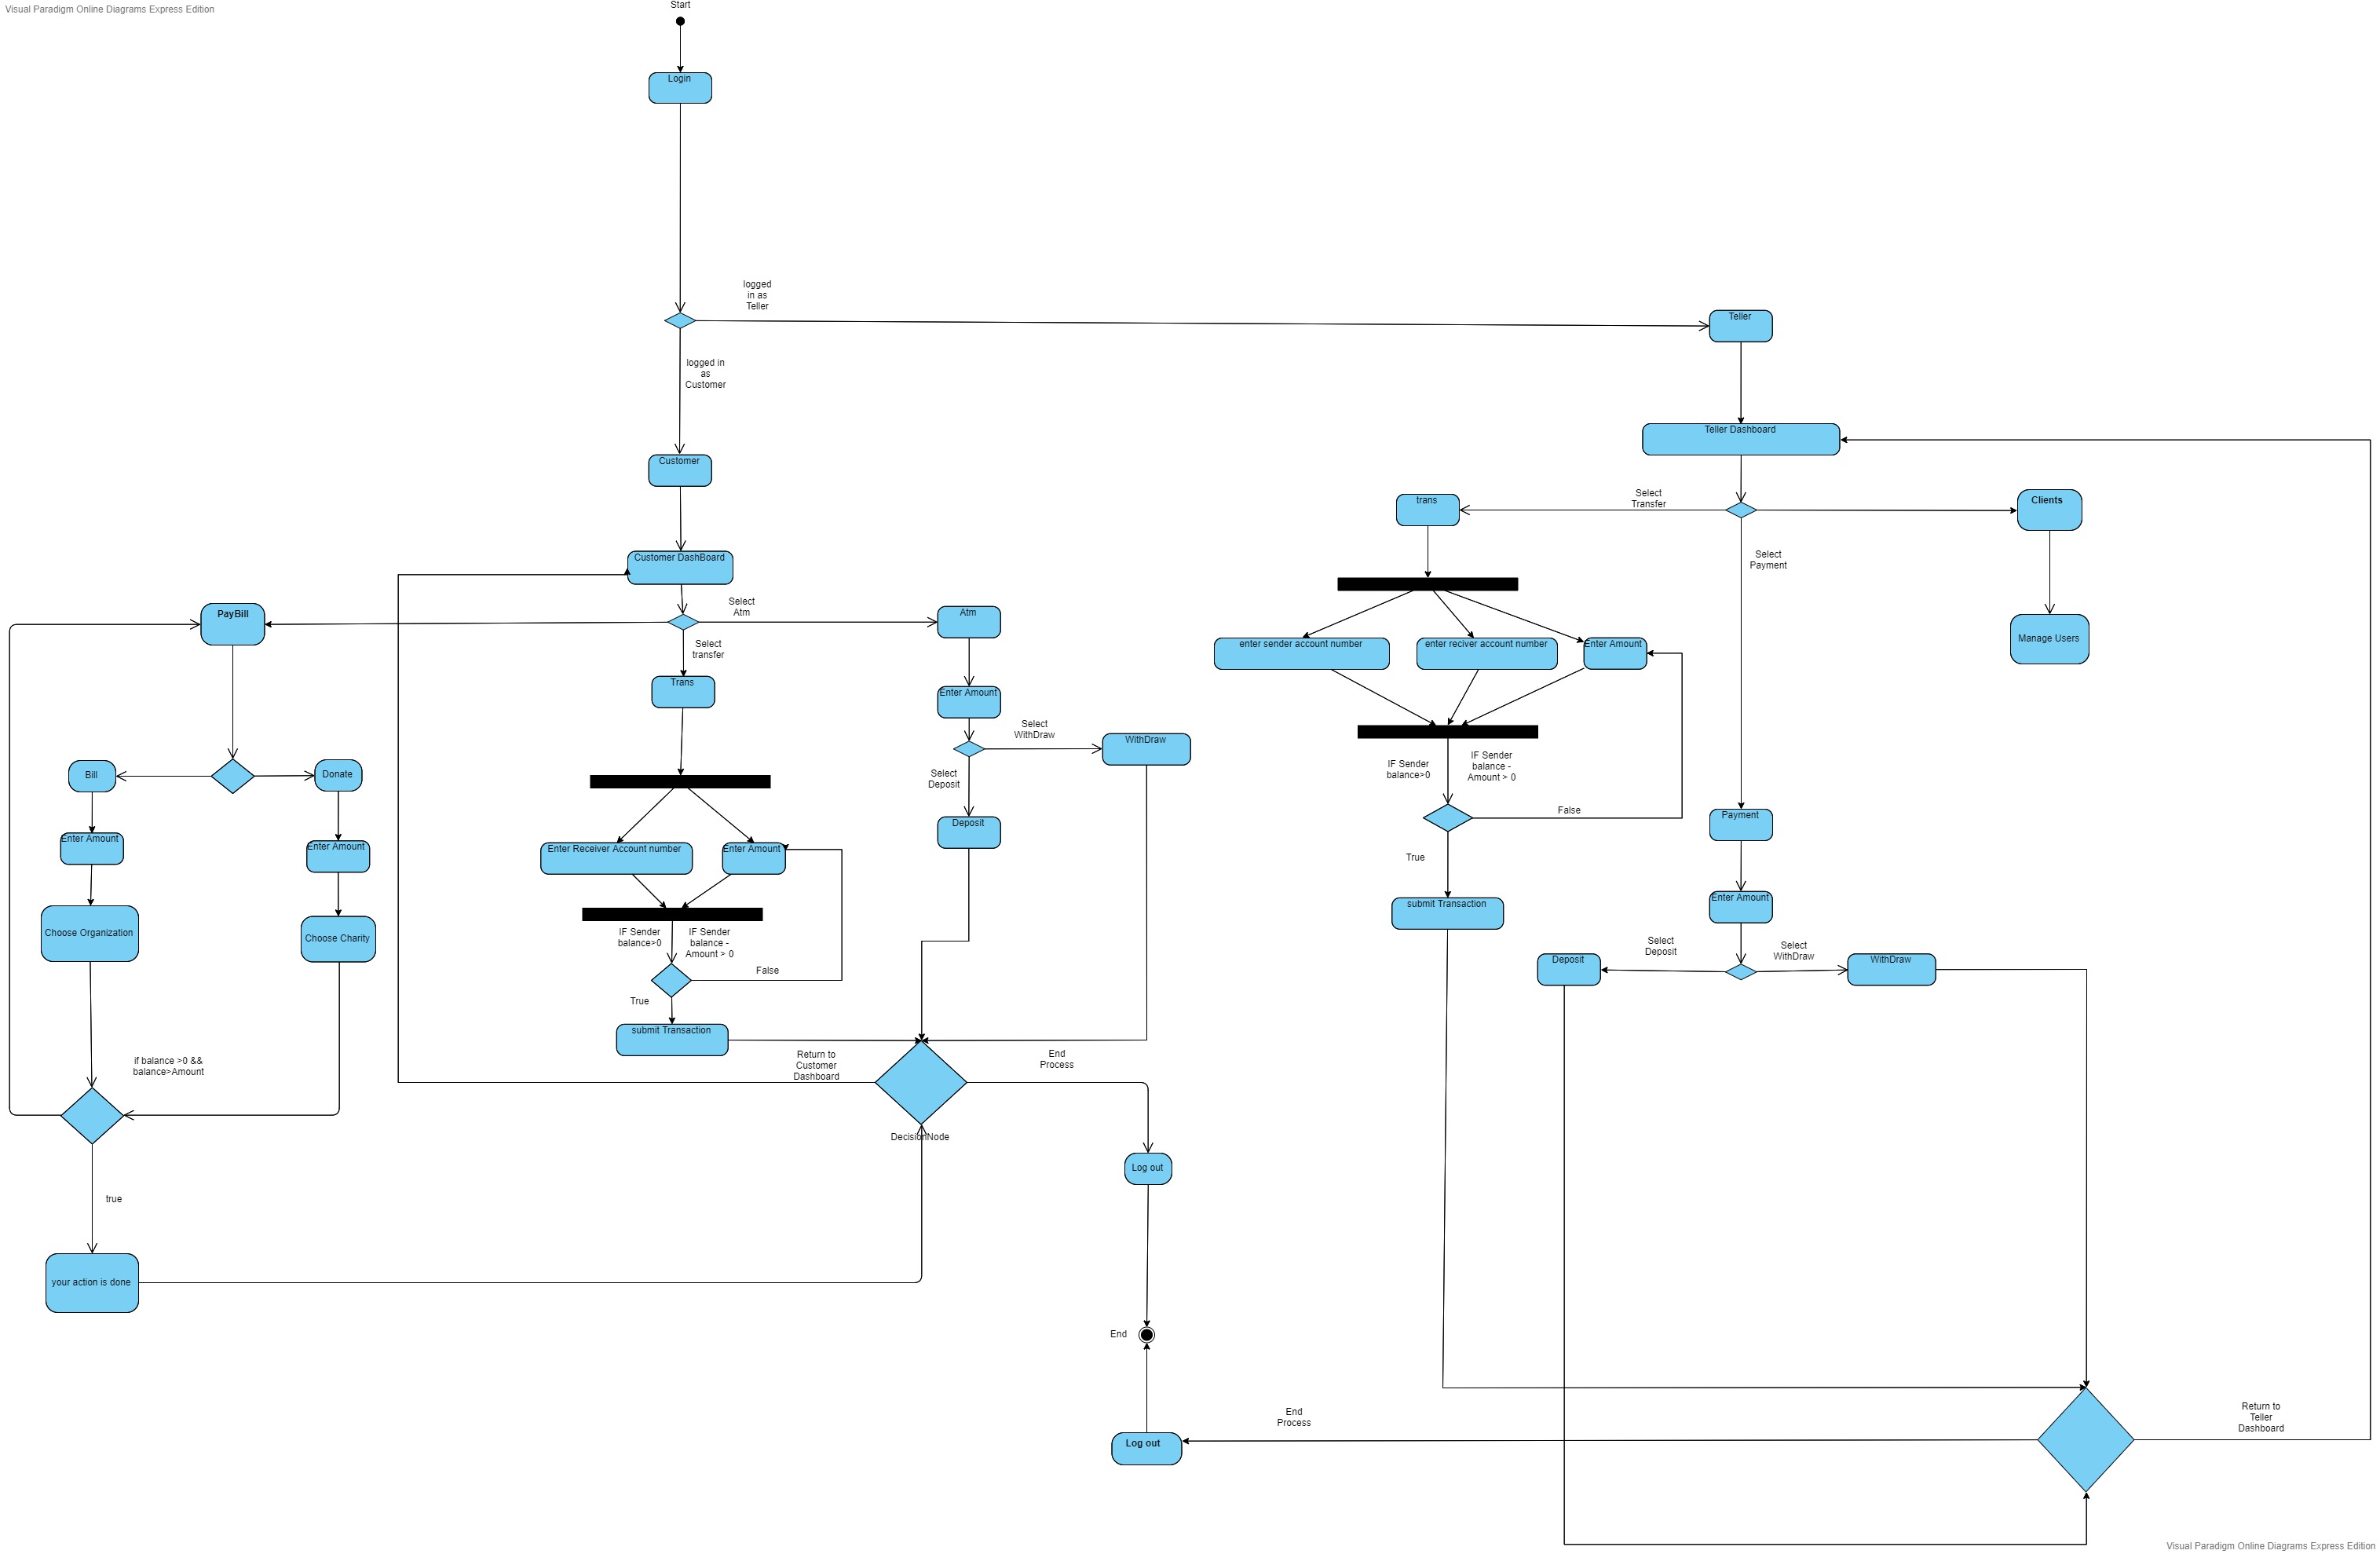 Visual Paradigm Online Diagrams Express Edition
Start
Login
logged
in as
Teller
Teller
logged in
as
Customer
Teller Dashboard
Customer
Select
Transfer
trans
Clients
Select
Payment
Customer DashBoard
Select
Atm
Atm
PayBill
Select
transfer
Manage Users
enter sender account number
enter reciver account number
Enter Amount
Trans
Enter Amount
Select
WithDraw
WithDraw
Select
Deposit
IF Sender
balance>0
IF Sender
balance -
Amount > 0
Bill
Donate
False
Payment
Deposit
Enter Amount
Enter Amount
Enter Receiver Account number
Enter Amount
True
Enter Amount
submit Transaction
Choose Organization
Choose Charity
IF Sender
balance>0
IF Sender
balance -
Amount > 0
Select
Deposit
Select
WithDraw
Deposit
WithDraw
False
True
submit Transaction
if balance >0 &&
balance>Amount
Return to
Customer
Dashboard
End
Process
DecisionNode
Log out
true
your action is done
End
End
Process
Return to
Teller
Dashboard
Log out
Visual Paradigm Online Diagrams Express Edition